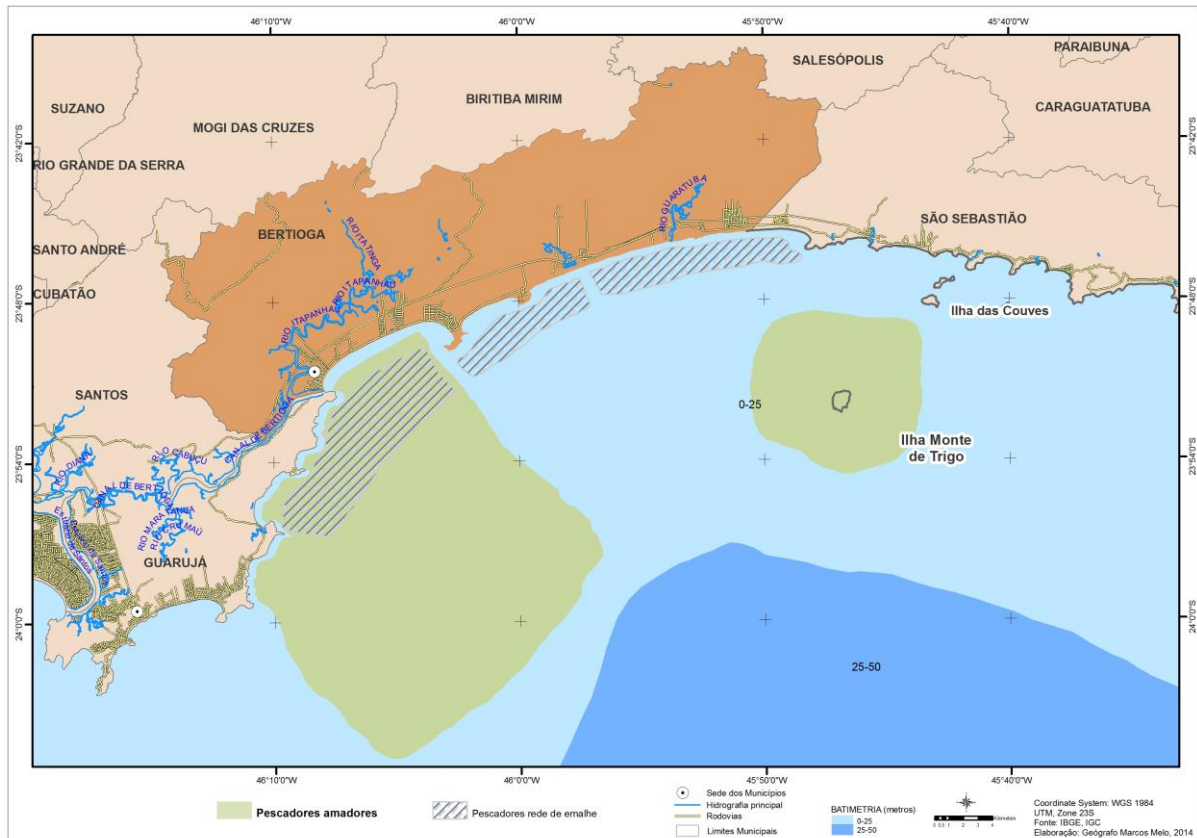 46°10'0"W
46°0'0"W
45°50'0"W
45°40'0"W
PARAIBUNA
SALESÓPOLIS
SUZANO
BIRITIBA MIRIM
CARAGUATATUBA
MOGI DAS CRUZES
23°42'0"S
23°42'0"S
RIO GRANDE DA SERRA
RIO GUARATUBA
SÃO SEBASTIÃO
BERTIOGA
RIO ITATINGA
SANTO ANDRÉ
CUBATÃO
RIO ITAPANHAÚ
RIO ITAPANHAÚ
23°48'0"S
23°48'0"S
Ilha das Couves
SANTOS
0-25
CANAL DE BERTIOGA
Ilha Monte
de Trigo
RIO CABUÇU
23°54'0"S
23°54'0"S
CANAL DE BERTIOGA
GUARUJÁ
24°0'0"S
24°0'0"S
25-50
46°10'0"W
46°0'0"W
45°50'0"W
45°40'0"W
Pescadores amadores
Pescadores rede de emalhe
Sede dos Municípios
Hidrografia principal
Rodovias
Limites Municipais
BATIMETRIA (metros)
0-25
25-50
Coordinate System: WGS 1984
UTM, Zone 23S
Fonte: IBGE, IGC
Elaboração: Geógrafo Marcos Melo, 2014